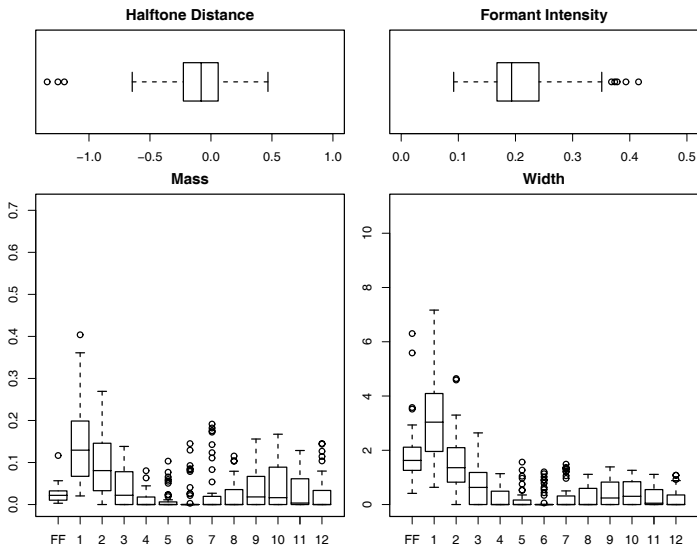 Halftone Distance
−1.0 −0.5 0.0 0.5 1.0
Formant Intensity
0.0 0.1 0.2 0.3 0.4 0.5
Mass
0.7
0.6
0.5
0.4
0.3
0.2
0.1
0.0
FF 1 2 3 4 5 6 7 8 9 10 11 12
Width
10
8
6
4
2
0
FF 1 2 3 4 5 6 7 8 9 10 11 12